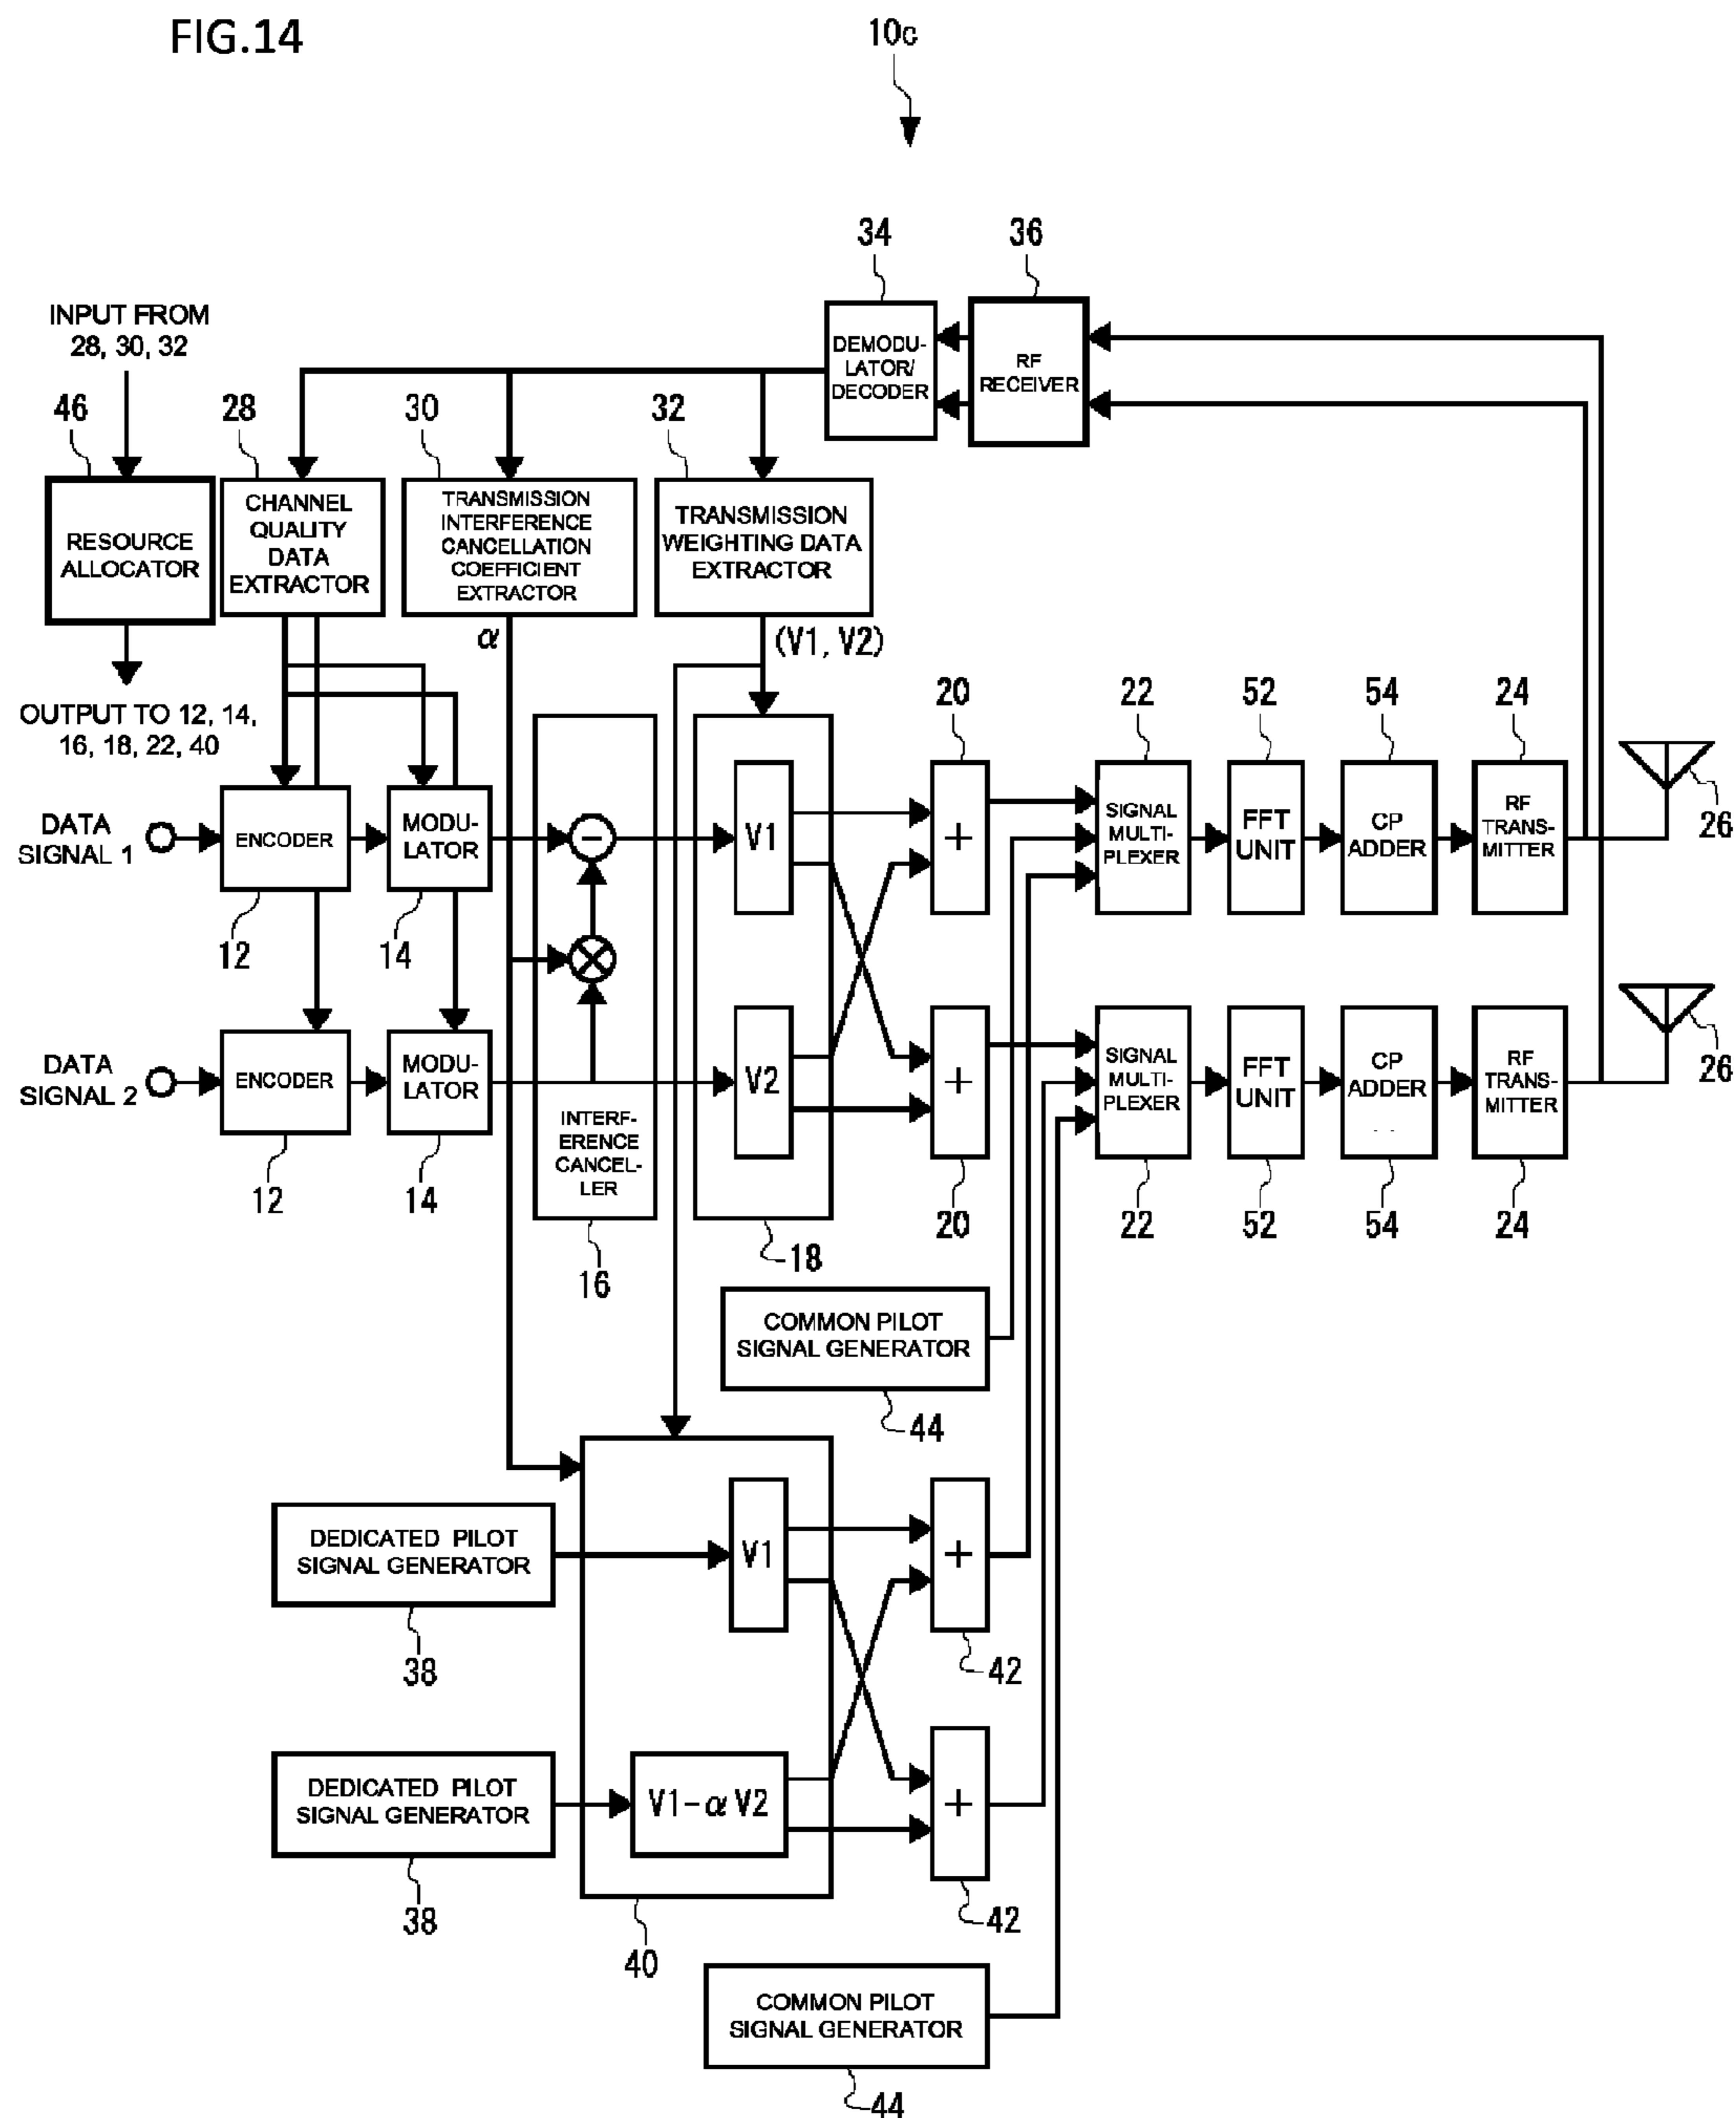 FIG.14
10c
34
36
INPUT FROM
28, 30, 32
DEMODU-
LATOR/
DECODER
RF
RECEIVER
46
28
30
32
RESOURCE
ALLOCATOR
CHANNEL
QUALITY
DATA
EXTRACTOR
TRANSMISSION
INTERFERENCE
CANCELLATION
COEFFICIENT
EXTRACTOR
TRANSMISSION
WEIGHTING DATA
EXTRACTOR
α
(V1, V2)
OUTPUT TO 12, 14,
16, 18, 22, 40
20
22
52
54
24
DATA
SIGNAL 1
ENCODER
MODU-
LATOR
-
V1
+
SIGNAL
MULTI-
PLEXER
FFT
UNIT
CP
ADDER
RF
TRANS-
MITTER
26
12
14
DATA
SIGNAL 2
ENCODER
MODU-
LATOR
V2
+
SIGNAL
MULTI-
PLEXER
FFT
UNIT
CP
ADDER
RF
TRANS-
MITTER
26
INTERF-
ERENCE
CANCEL-
LER
12
14
16
18
20
22
52
54
24
COMMON PILOT
SIGNAL GENERATOR
44
DEDICATED PILOT
SIGNAL GENERATOR
V1
+
38
42
DEDICATED PILOT
SIGNAL GENERATOR
V1-αV2
+
38
40
42
COMMON PILOT
SIGNAL GENERATOR
44